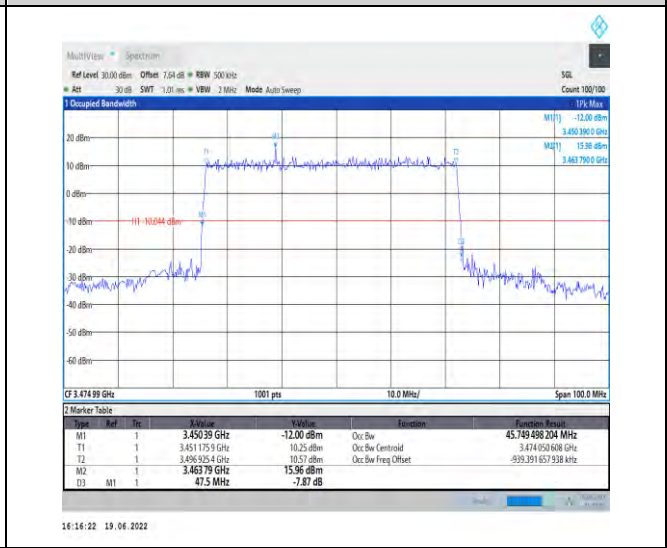 MultiView Spectrum
Ref Level 30.00 dBm Offset 7.64 dB RBW 500 kHz SGL
Att 30 dB SWT 1.01 ms VBW 2 MHz Mode Auto Sweep Count 100/100
1 Occupied Bandwidth 1Pk Max
M1[1] -12.00 dBm
3.450 390 0 GHz
20 dBm
M2[1] 15.38 dBm
3.463 790 0 GHz
T1
T2
10 dBm
0 dBm
M1
-10 dBm
H1 -10.044 dBm
-20 dBm
-30 dBm
-40 dBm
-50 dBm
-60 dBm
CF 3.474 99 GHz 1001 pts 10.0 MHz/ Span 100.0 MHz
2 Marker Table
Type Ref Trc X-Value Y-Value Function Function Result
M1 1 3.450 39 GHz -12.00 dBm Occ Bw 45.749 498 204 MHz
T1 1 3.451 175 9 GHz 10.25 dBm Occ Bw Centroid 3.474 050 608 GHz
T2 1 3.496 925 4 GHz 10.57 dBm Occ Bw Freq Offset -939.391 657 938 kHz
M2 1 3.463 79 GHz 15.96 dBm
D3 M1 1 47.5 MHz -7.87 dB
16:16:22 19.06.2022